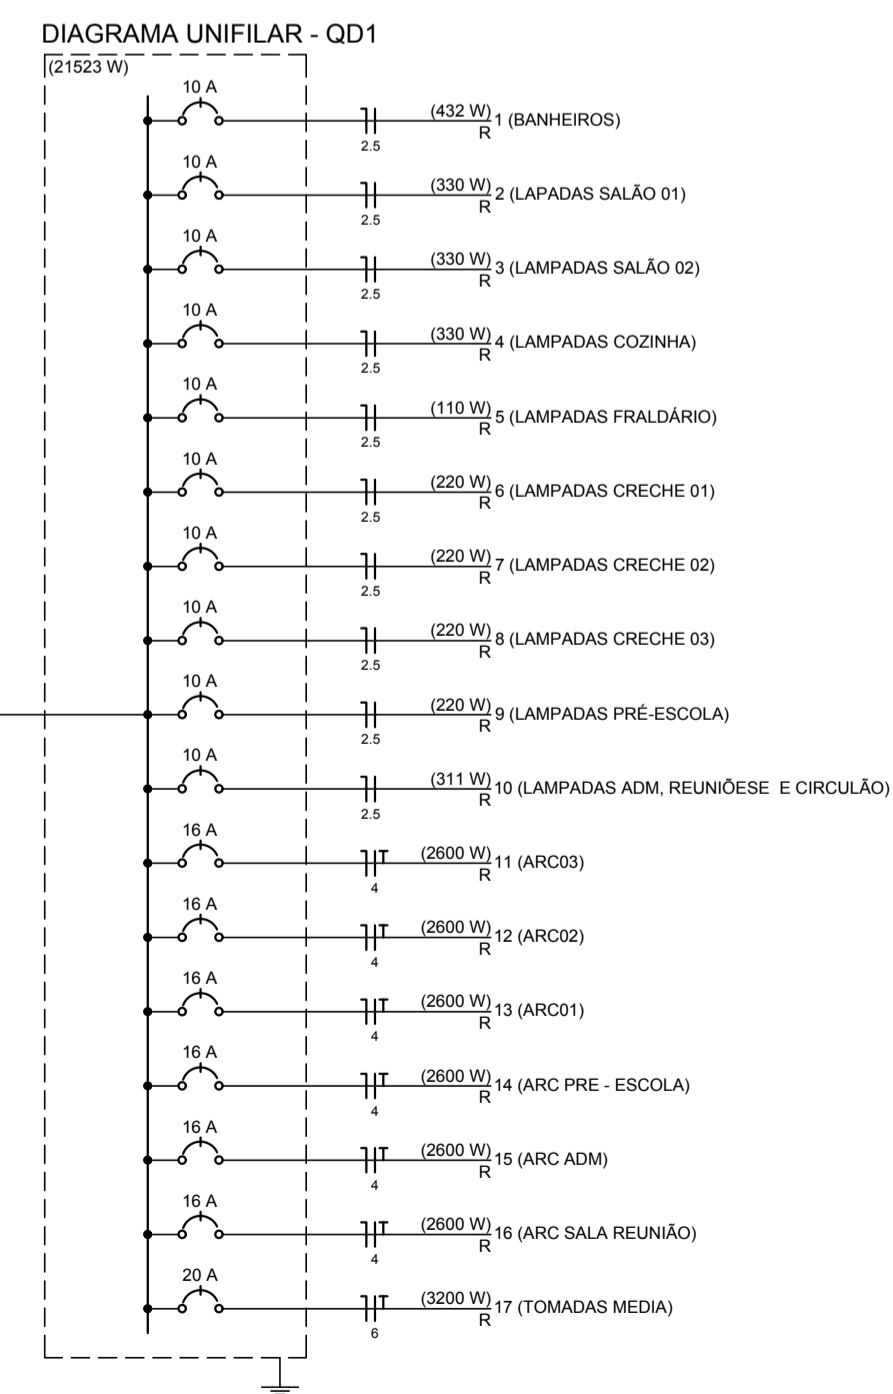 DIAGRAMA UNIFILAR - QD1
(21523 W)
10 A
(432 W)
1 (BANHEIROS)
R
2.5
10 A
(330 W)
2 (LAPADAS SALÃO 01)
R
2.5
10 A
(330 W)
3 (LAMPADAS SALÃO 02)
R
2.5
10 A
(330 W)
4 (LAMPADAS COZINHA)
R
2.5
10 A
(110 W)
5 (LAMPADAS FRALDÁRIO)
R
2.5
10 A
(220 W)
6 (LAMPADAS CRECHE 01)
R
2.5
10 A
(220 W)
7 (LAMPADAS CRECHE 02)
R
2.5
10 A
(220 W)
8 (LAMPADAS CRECHE 03)
R
2.5
10 A
(220 W)
9 (LAMPADAS PRÉ-ESCOLA)
R
2.5
10 A
(311 W)
10 (LAMPADAS ADM, REUNIÕESE  E CIRCULÃO)
R
2.5
16 A
(2600 W)
11 (ARC03)
R
4
16 A
(2600 W)
12 (ARC02)
R
4
16 A
(2600 W)
13 (ARC01)
R
4
16 A
(2600 W)
14 (ARC PRE - ESCOLA)
R
4
16 A
(2600 W)
15 (ARC ADM)
R
4
16 A
(2600 W)
16 (ARC SALA REUNIÃO)
R
4
20 A
(3200 W)
17 (TOMADAS MEDIA)
R
6